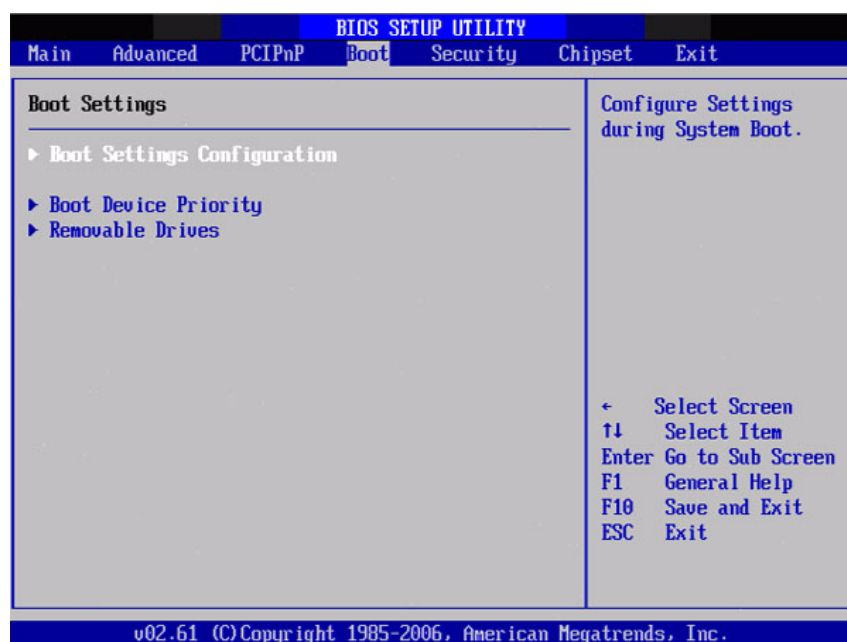 BIOS SETUP UTILITY
Main Advanced PCIPnP Boot Security Chipset Exit
Boot Settings
▶ Boot Settings Configuration
▶ Boot Device Priority
▶ Removable Drives
Configure Settings
during System Boot.
← Select Screen
↑↓ Select Item
Enter Go to Sub Screen
F1 General Help
F10 Save and Exit
ESC Exit
v02.61 (C)Copyright 1985-2006, American Megatrends, Inc.